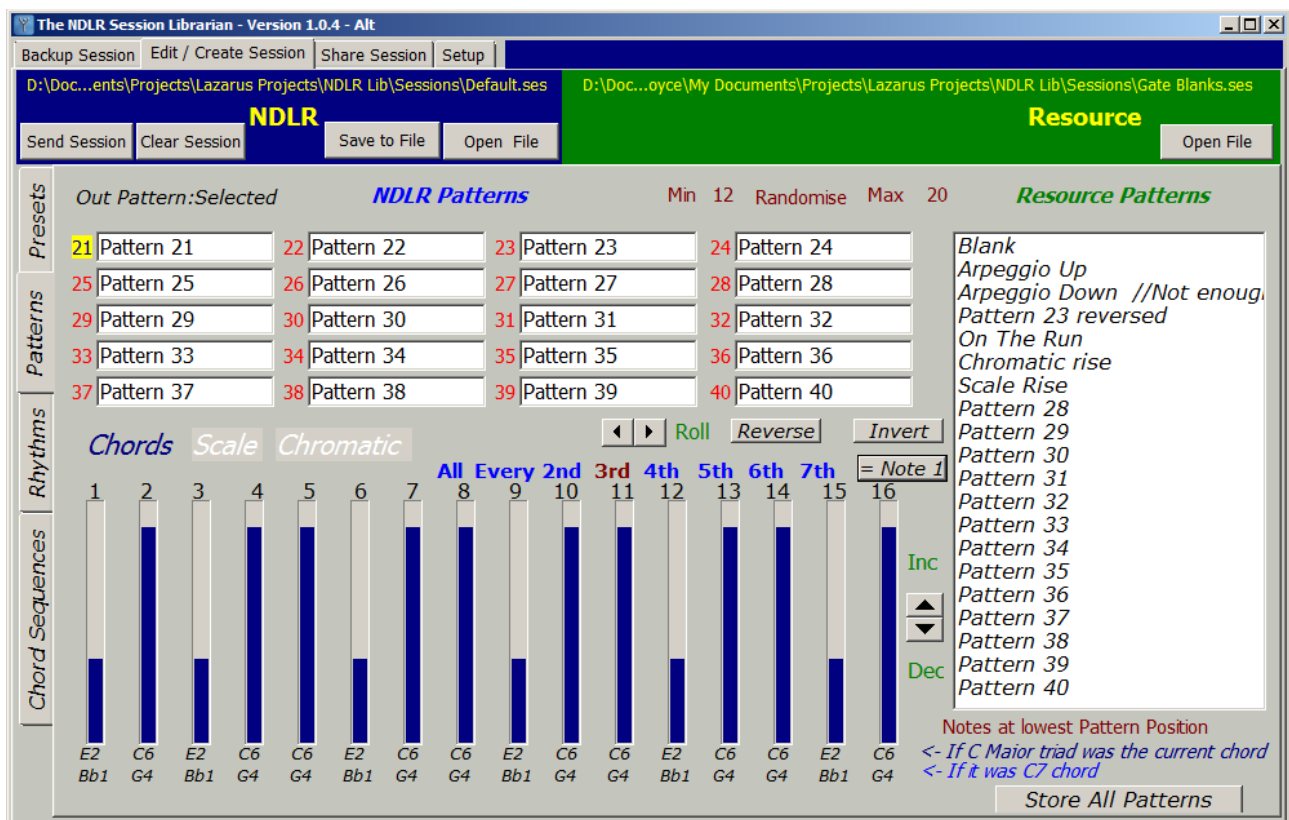 The NDLR Session Librarian - Version 1.0.4 - Alt
Backup Session Edit / Create Session Share Session Setup
D:\Doc...ents\Projects\Lazarus Projects\NDLR Lib\Sessions\Default.ses D:\Doc...oyce\My Documents\Projects\Lazarus Projects\NDLR Lib\Sessions\Gate Blanks.ses
NDLR Resource
Send Session Clear Session Save to File Open File Open File
Presets
Patterns
Rhythms
Chord Sequences
Out Pattern:Selected NDLR Patterns Min 12 Randomise Max 20 Resource Patterns
21 Pattern 21 22 Pattern 22 23 Pattern 23 24 Pattern 24
25 Pattern 25 26 Pattern 26 27 Pattern 27 28 Pattern 28
29 Pattern 29 30 Pattern 30 31 Pattern 31 32 Pattern 32
33 Pattern 33 34 Pattern 34 35 Pattern 35 36 Pattern 36
37 Pattern 37 38 Pattern 38 39 Pattern 39 40 Pattern 40
Blank
Arpeggio Up
Arpeggio Down //Not enoug
Pattern 23 reversed
On The Run
Chromatic rise
Scale Rise
Pattern 28
Pattern 29
Pattern 30
Pattern 31
Pattern 32
Pattern 33
Pattern 34
Pattern 35
Pattern 36
Pattern 37
Pattern 38
Pattern 39
Pattern 40
Roll Reverse Invert
Chords Scale Chromatic
All Every 2nd 3rd 4th 5th 6th 7th = Note 1
1 2 3 4 5 6 7 8 9 10 11 12 13 14 15 16
Inc
Dec
E2 C6 E2 C6 C6 E2 C6 C6 E2 C6 C6 E2 C6 C6 E2 C6
Bb1 G4 Bb1 G4 G4 Bb1 G4 G4 Bb1 G4 G4 Bb1 G4 G4 Bb1 G4
Notes at lowest Pattern Position
<- If C Maior triad was the current chord
<- If it was C7 chord
Store All Patterns